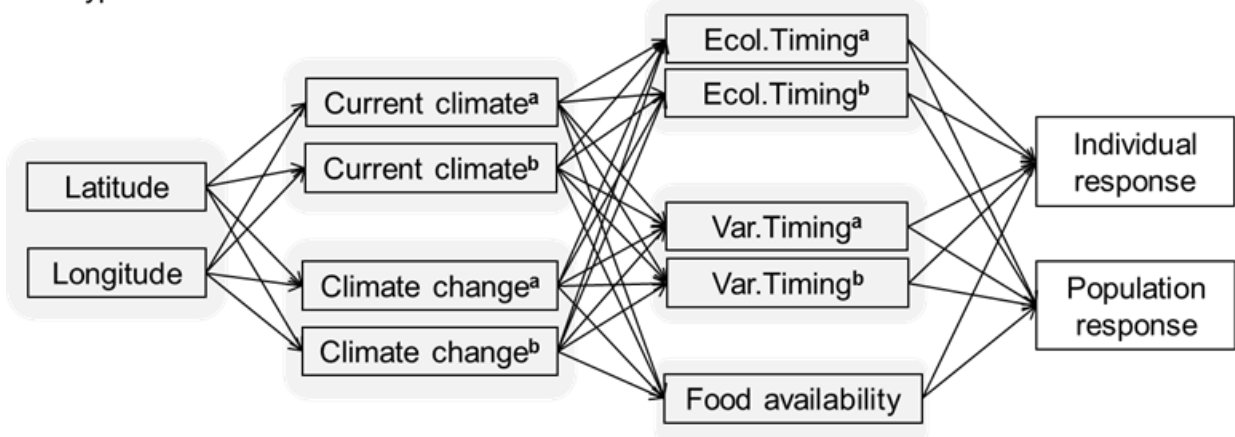 Latitude
Longitude
Current climateᵃ
Current climateᵇ
Climate changeᵃ
Climate changeᵇ
Ecol.Timingᵃ
Ecol.Timingᵇ
Var.Timingᵃ
Var.Timingᵇ
Food availability
Individual
response
Population
response